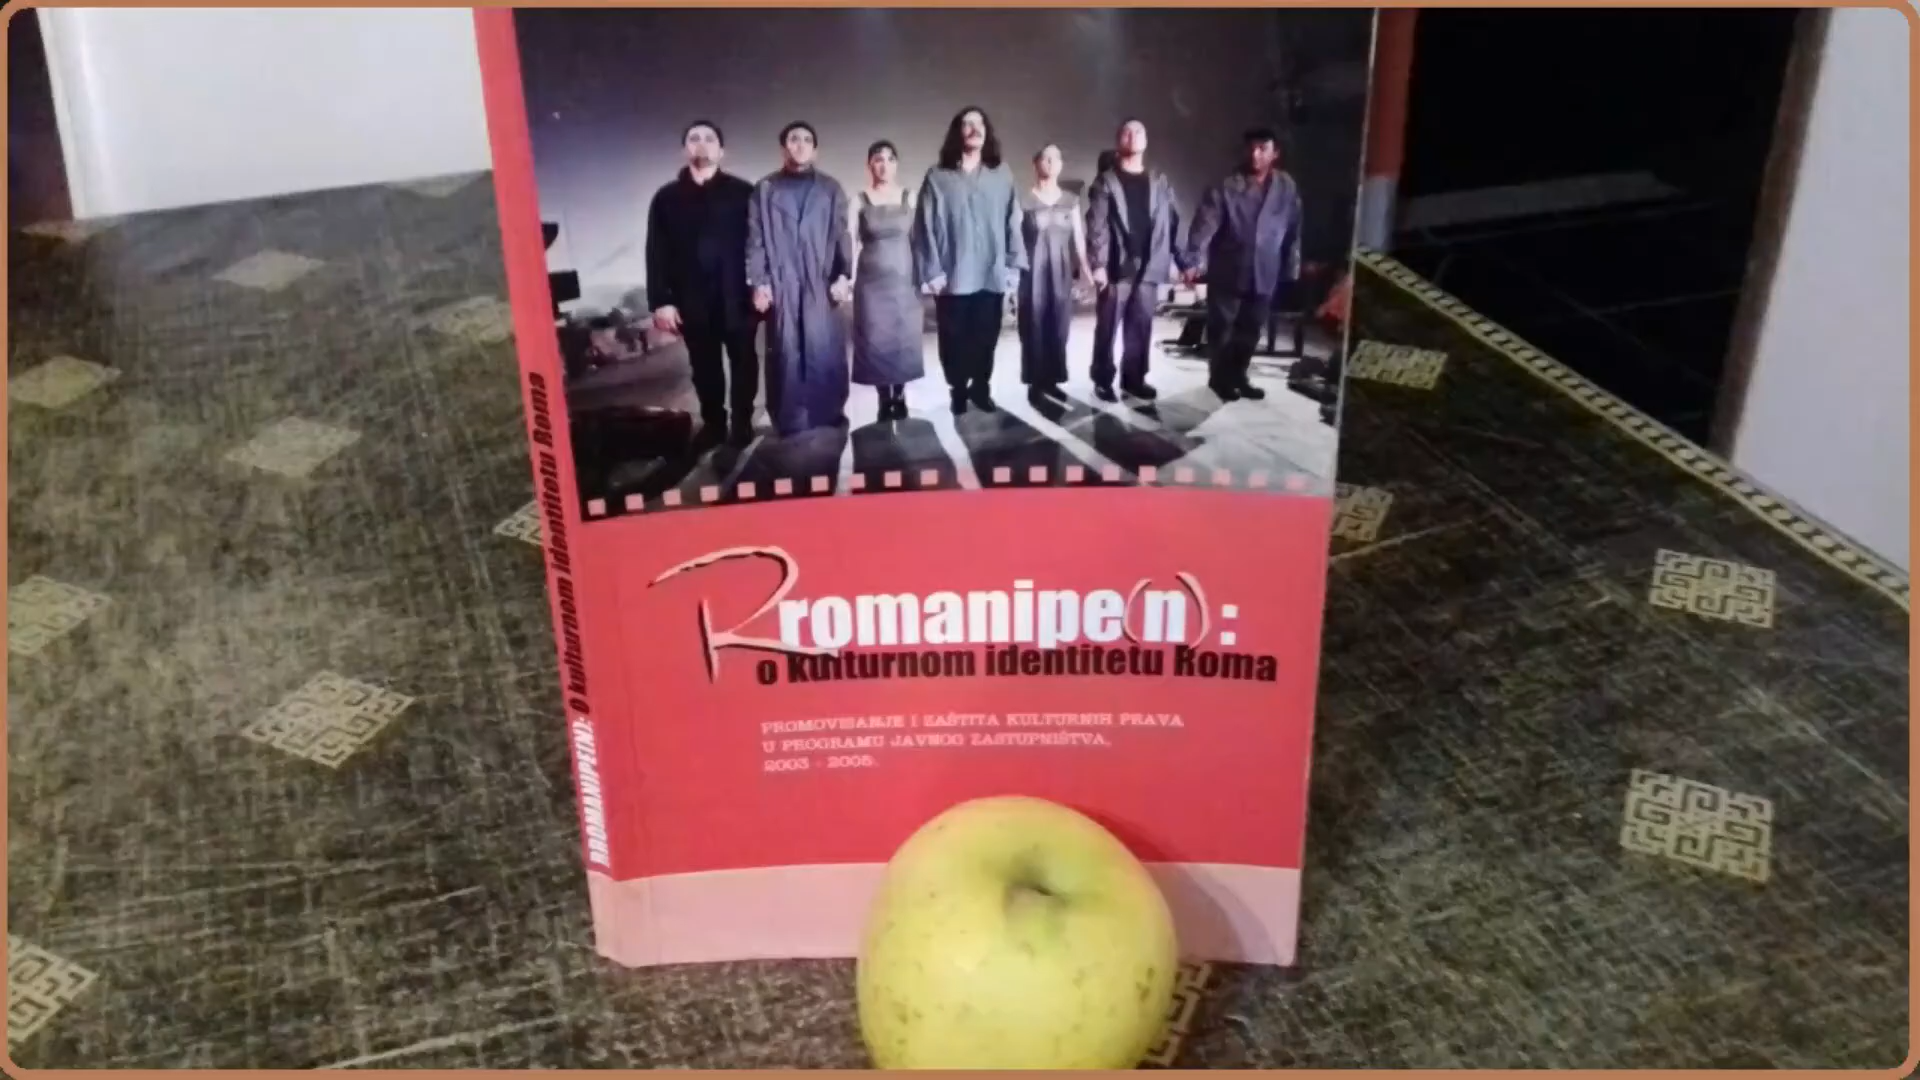 Rromanipe(n):
o kulturnom identitetu Roma
PROMOVISANJE I ZAŠTITA KULTURNIH PRAVA
U PROGRAMU JAVNOG ZASTUPNIŠTVA,
2003 - 2005.
RROMANIPE(N): O kulturnom identitetu Roma